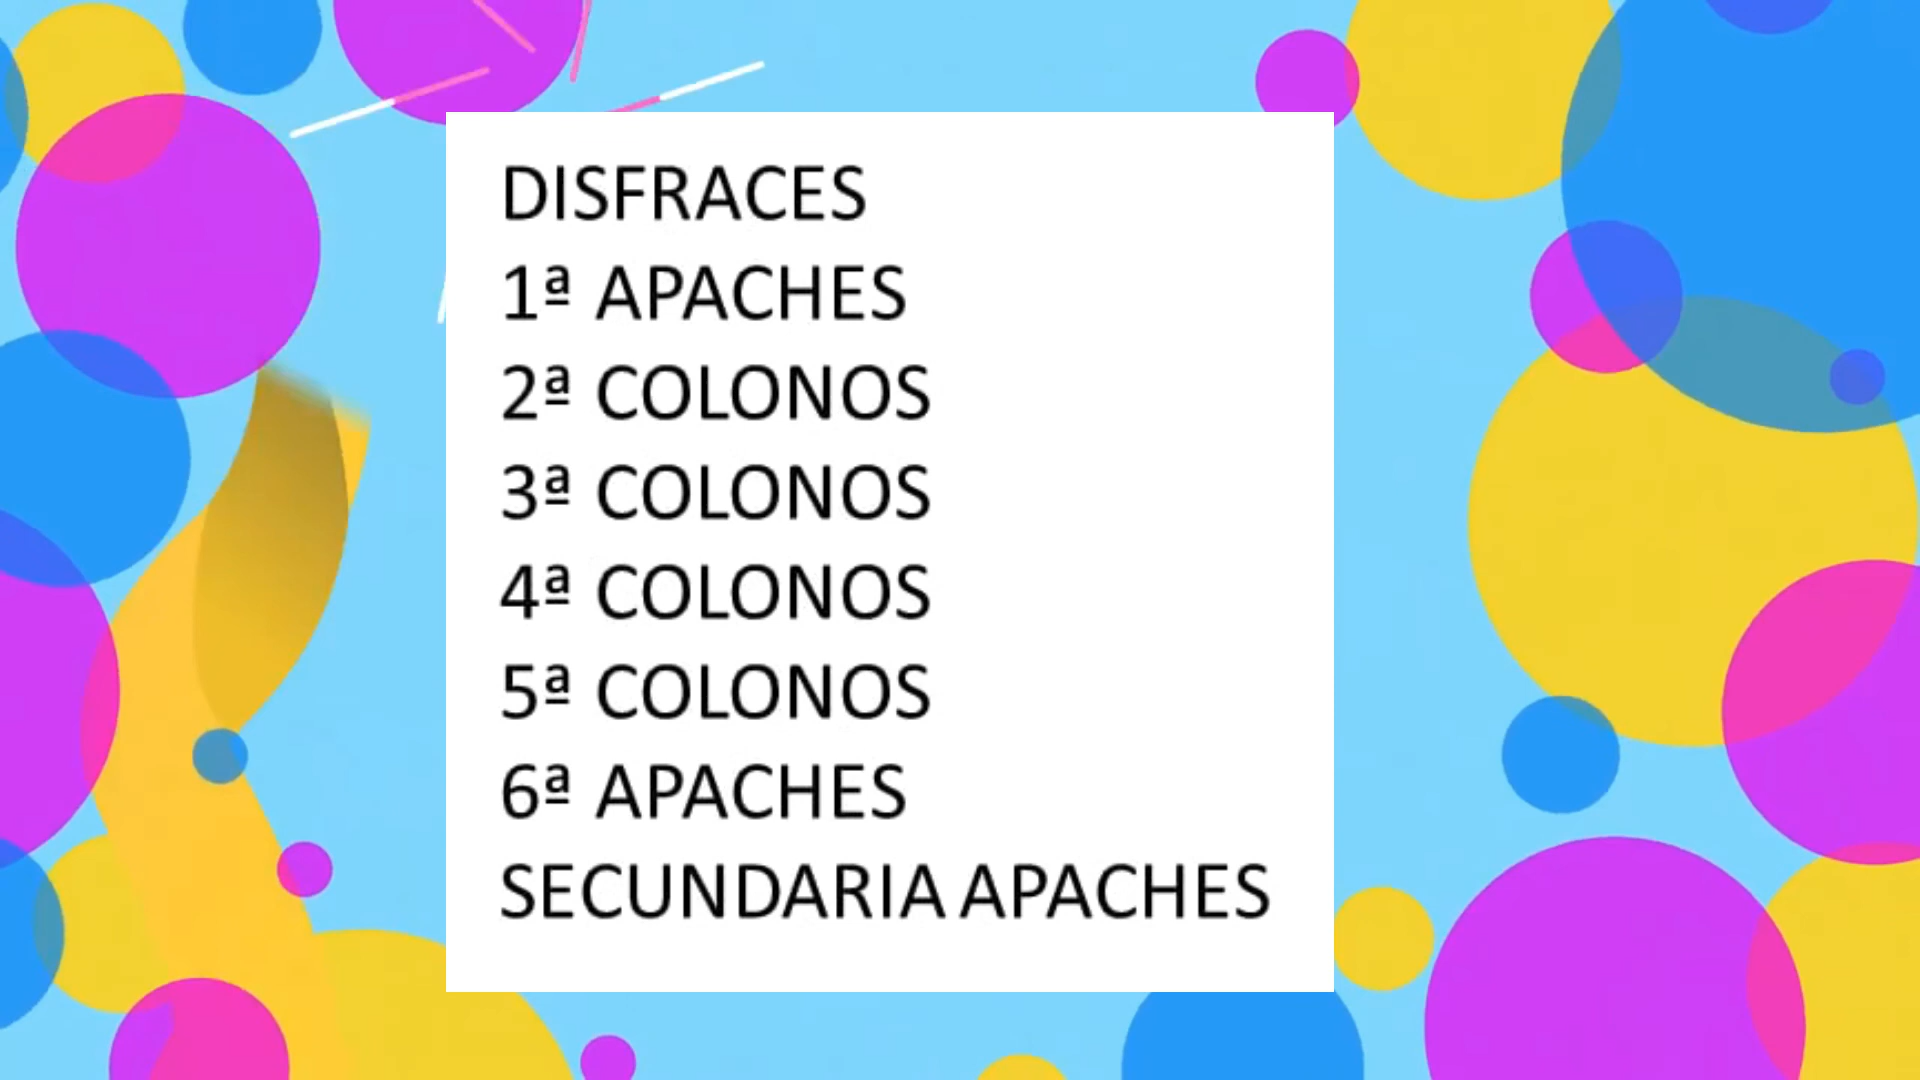 DISFRACES
1ª APACHES
2ª COLONOS
3ª COLONOS
4ª COLONOS
5ª COLONOS
6ª APACHES
SECUNDARIA APACHES